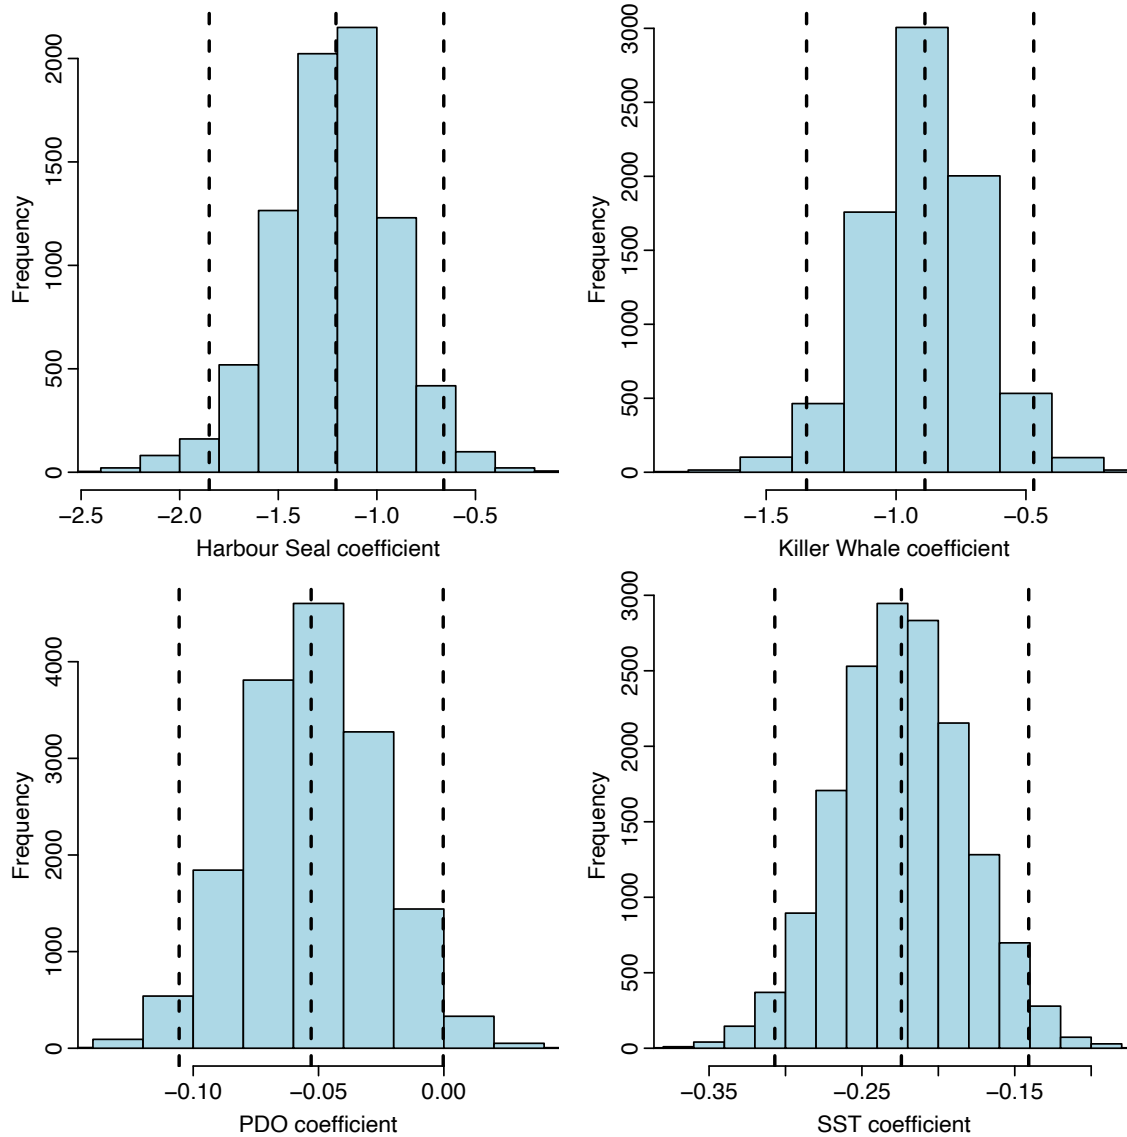 Frequency
2000
1500
1000
500
0
−2.5 −2.0 −1.5 −1.0 −0.5
Harbour Seal coefficient
Frequency
3000
2500
2000
1500
1000
500
0
−1.5 −1.0 −0.5
Killer Whale coefficient
Frequency
4000
3000
2000
1000
0
−0.10 −0.05 0.00
PDO coefficient
Frequency
3000
2500
2000
1500
1000
500
0
−0.35 −0.25 −0.15
SST coefficient